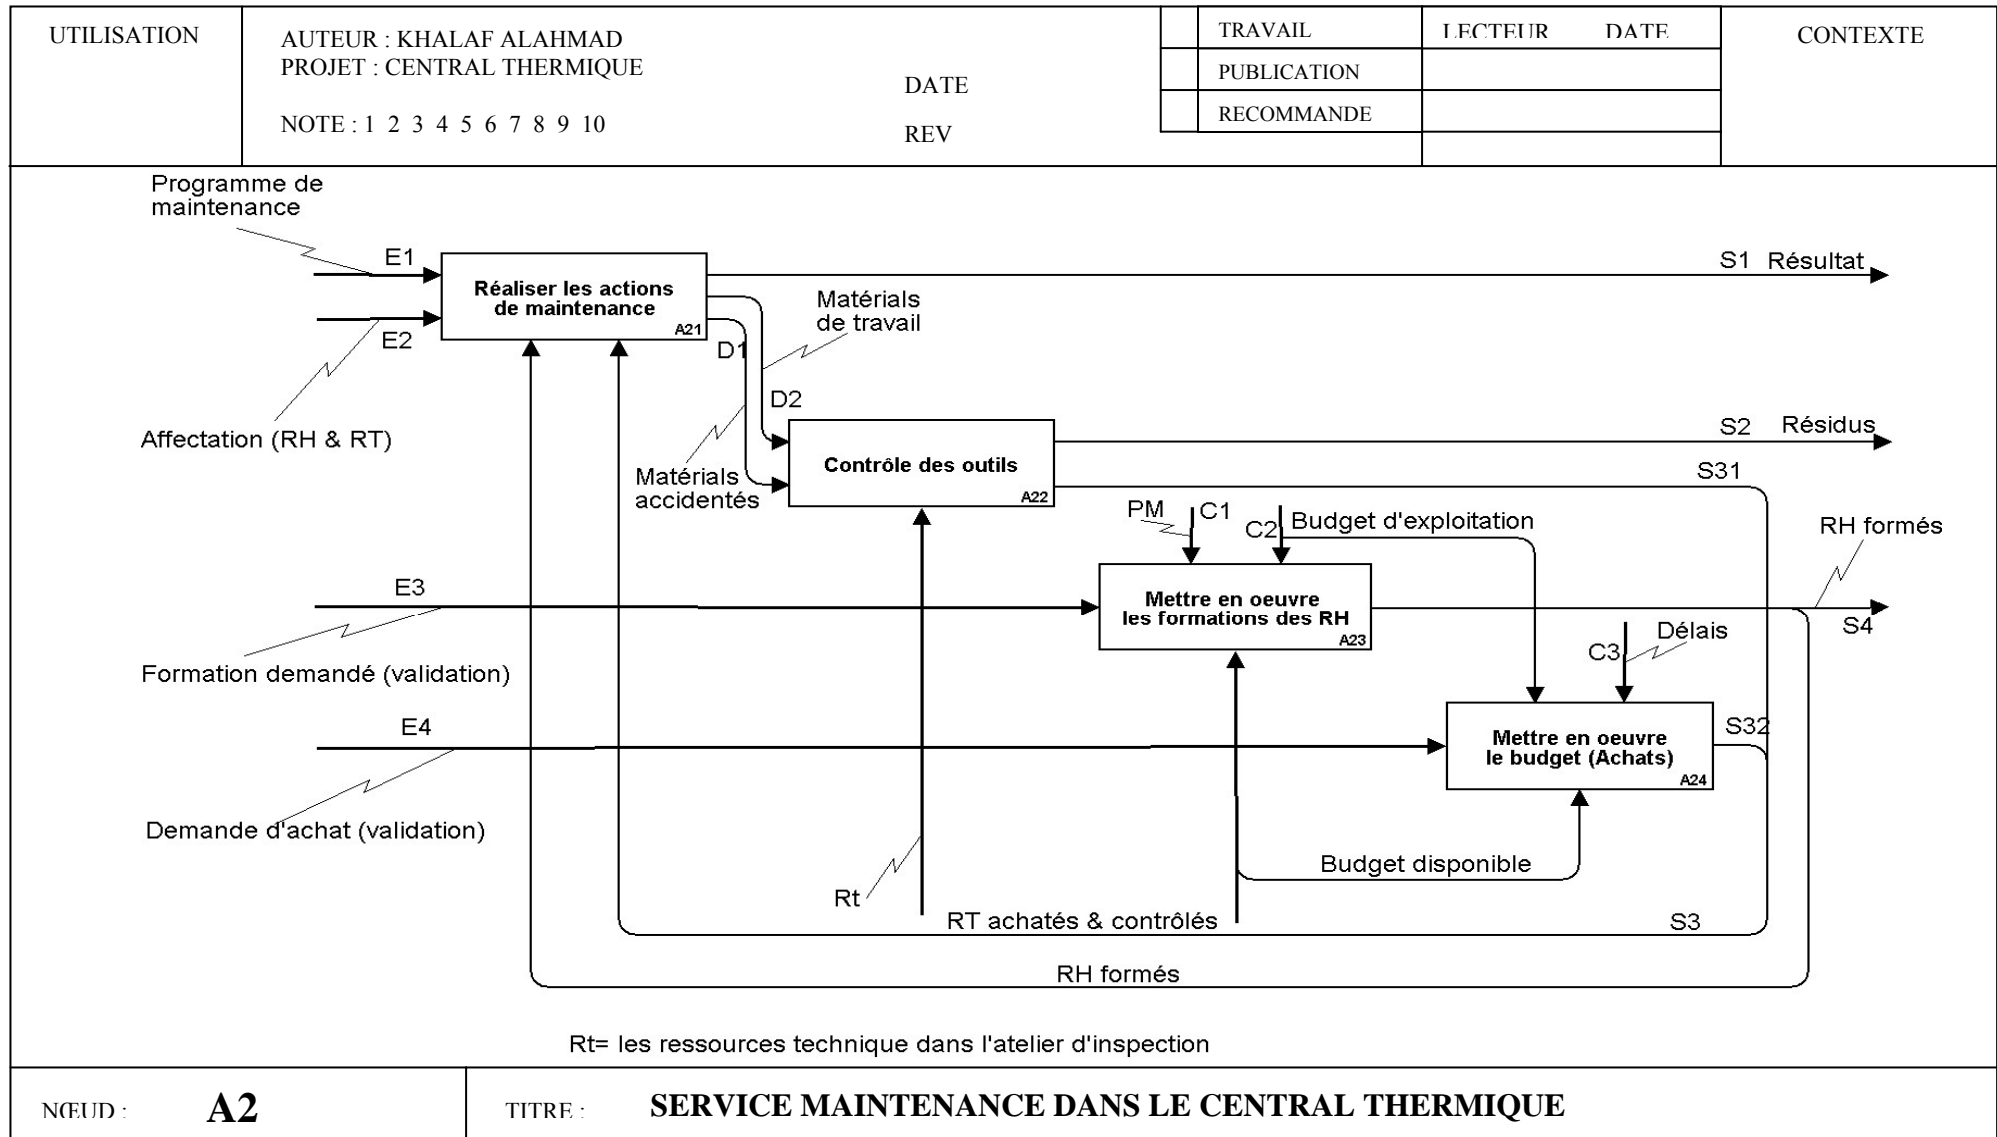 UTILISATION
AUTEUR : KHALAF ALAHMAD
PROJET : CENTRAL THERMIQUE
NOTE : 1 2 3 4 5 6 7 8 9 10
DATE
REV
TRAVAIL
PUBLICATION
RECOMMANDE
LECTEUR DATE
CONTEXTE
Programme de
maintenance
E1
E2
Affectation (RH & RT)
Réaliser les actions
de maintenance
A21
S1 Résultat
Matérials
de travail
D1
D2
Matérials
accidentés
Contrôle des outils
A22
S2 Résidus
S31
PM
C1
C2
Budget d'exploitation
RH formés
E3
Formation demandé (validation)
Mettre en oeuvre
les formations des RH
A23
S4
C3
Délais
E4
Demande d'achat (validation)
Mettre en oeuvre
le budget (Achats)
A24
S32
Budget disponible
Rt
RT achatés & contrôlés
S3
RH formés
Rt= les ressources technique dans l'atelier d'inspection
NŒUD :
A2
TITRE :
SERVICE MAINTENANCE DANS LE CENTRAL THERMIQUE